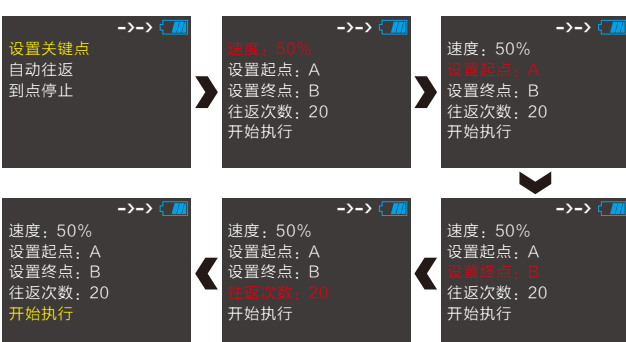 ->->
设置关键点
自动往返
到点停止
->->
速度：50%
设置起点：A
设置终点：B
往返次数：20
开始执行
->->
速度：50%
设置起点：A
设置终点：B
往返次数：20
开始执行
->->
速度：50%
设置起点：A
设置终点：B
往返次数：20
开始执行
->->
速度：50%
设置起点：A
设置终点：B
往返次数：20
开始执行
->->
速度：50%
设置起点：A
设置终点：B
往返次数：20
开始执行